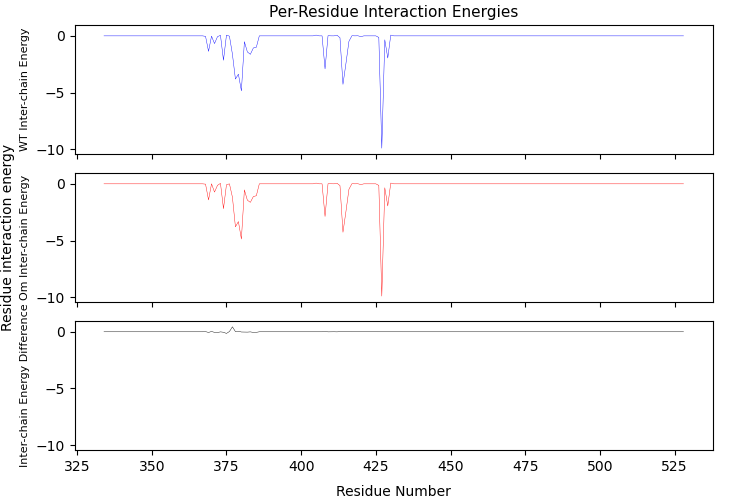 Per-Residue Interaction Energies
Residue interaction energy
WT Inter-chain Energy
0
−5
−10
Om Inter-chain Energy
0
−5
−10
Inter-chain Energy Difference
0
−5
−10
325 350 375 400 425 450 475 500 525
Residue Number